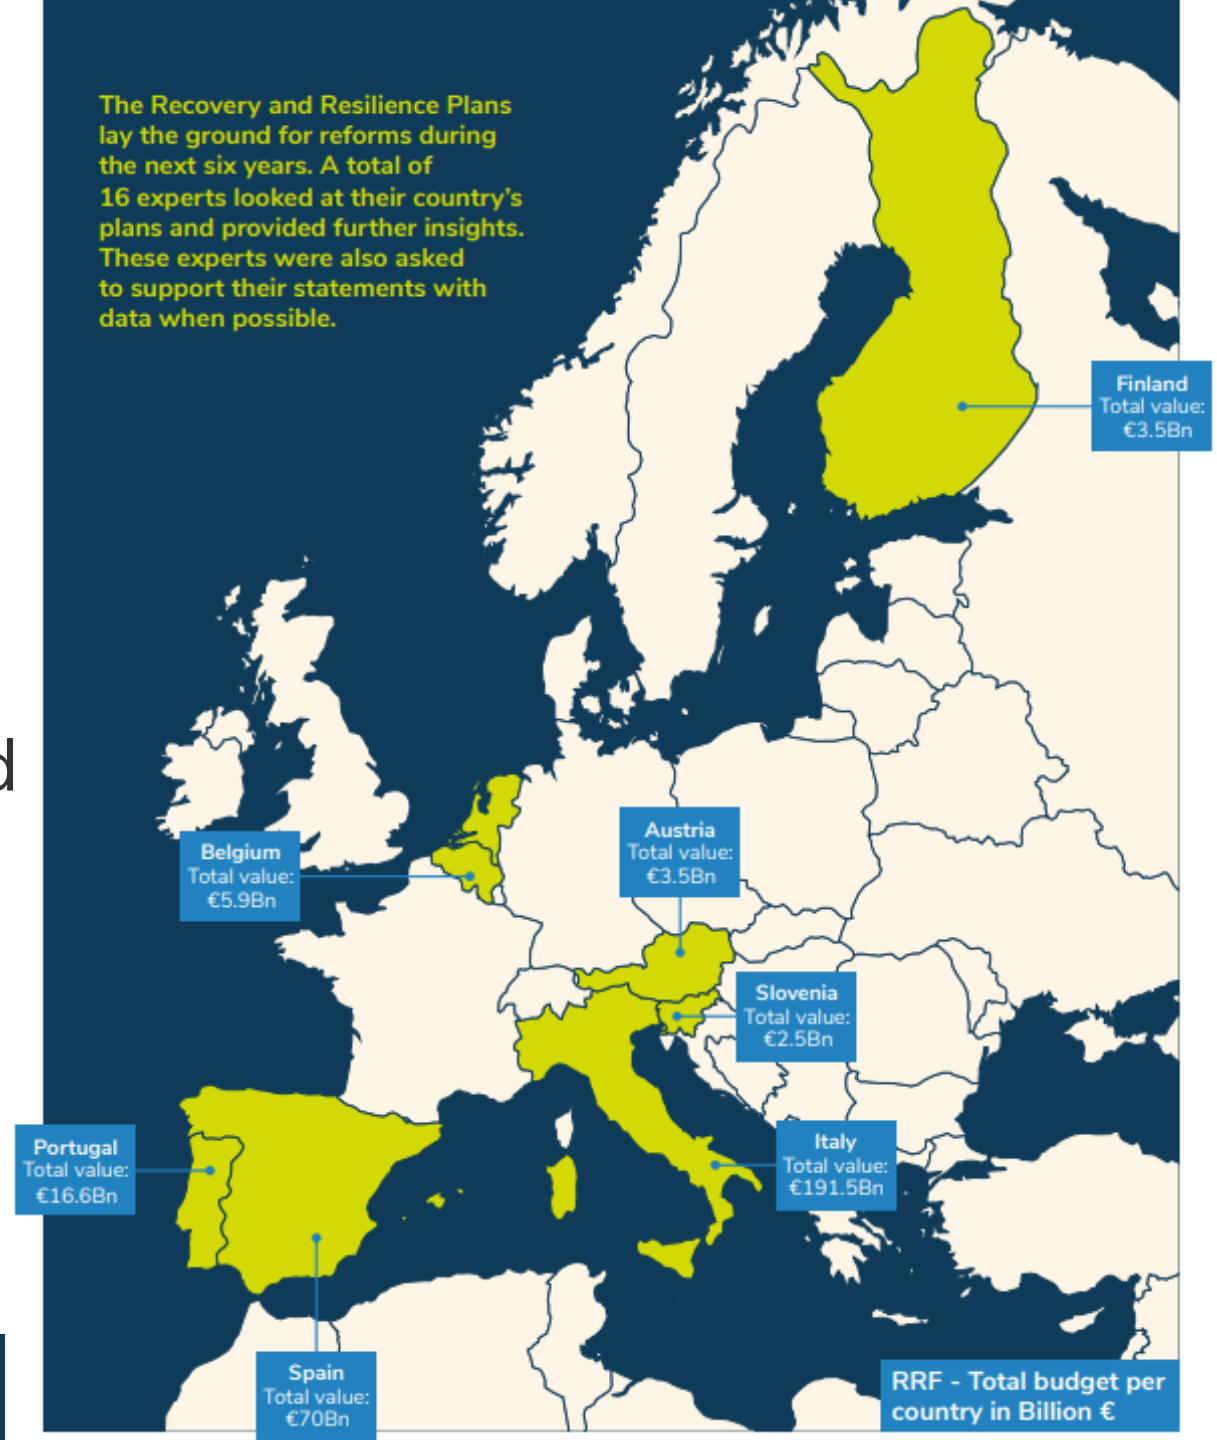 The Recovery and Resilience Plans
lay the ground for reforms during
the next six years. A total of
16 experts looked at their country's
plans and provided further insights.
These experts were also asked
to support their statements with
data when possible.
Finland
Total value:
€3.5Bn
d
Austria
Total value:
€3.5Bn
Belgium
Total value:
€5.9Bn
Slovenia
Total value:
€2.5Bn
Italy
Total value:
€191.5Bn
Portugal
Total value:
€16.6Bn
Spain
Total value:
€70Bn
RRF - Total budget per
country in Billion €